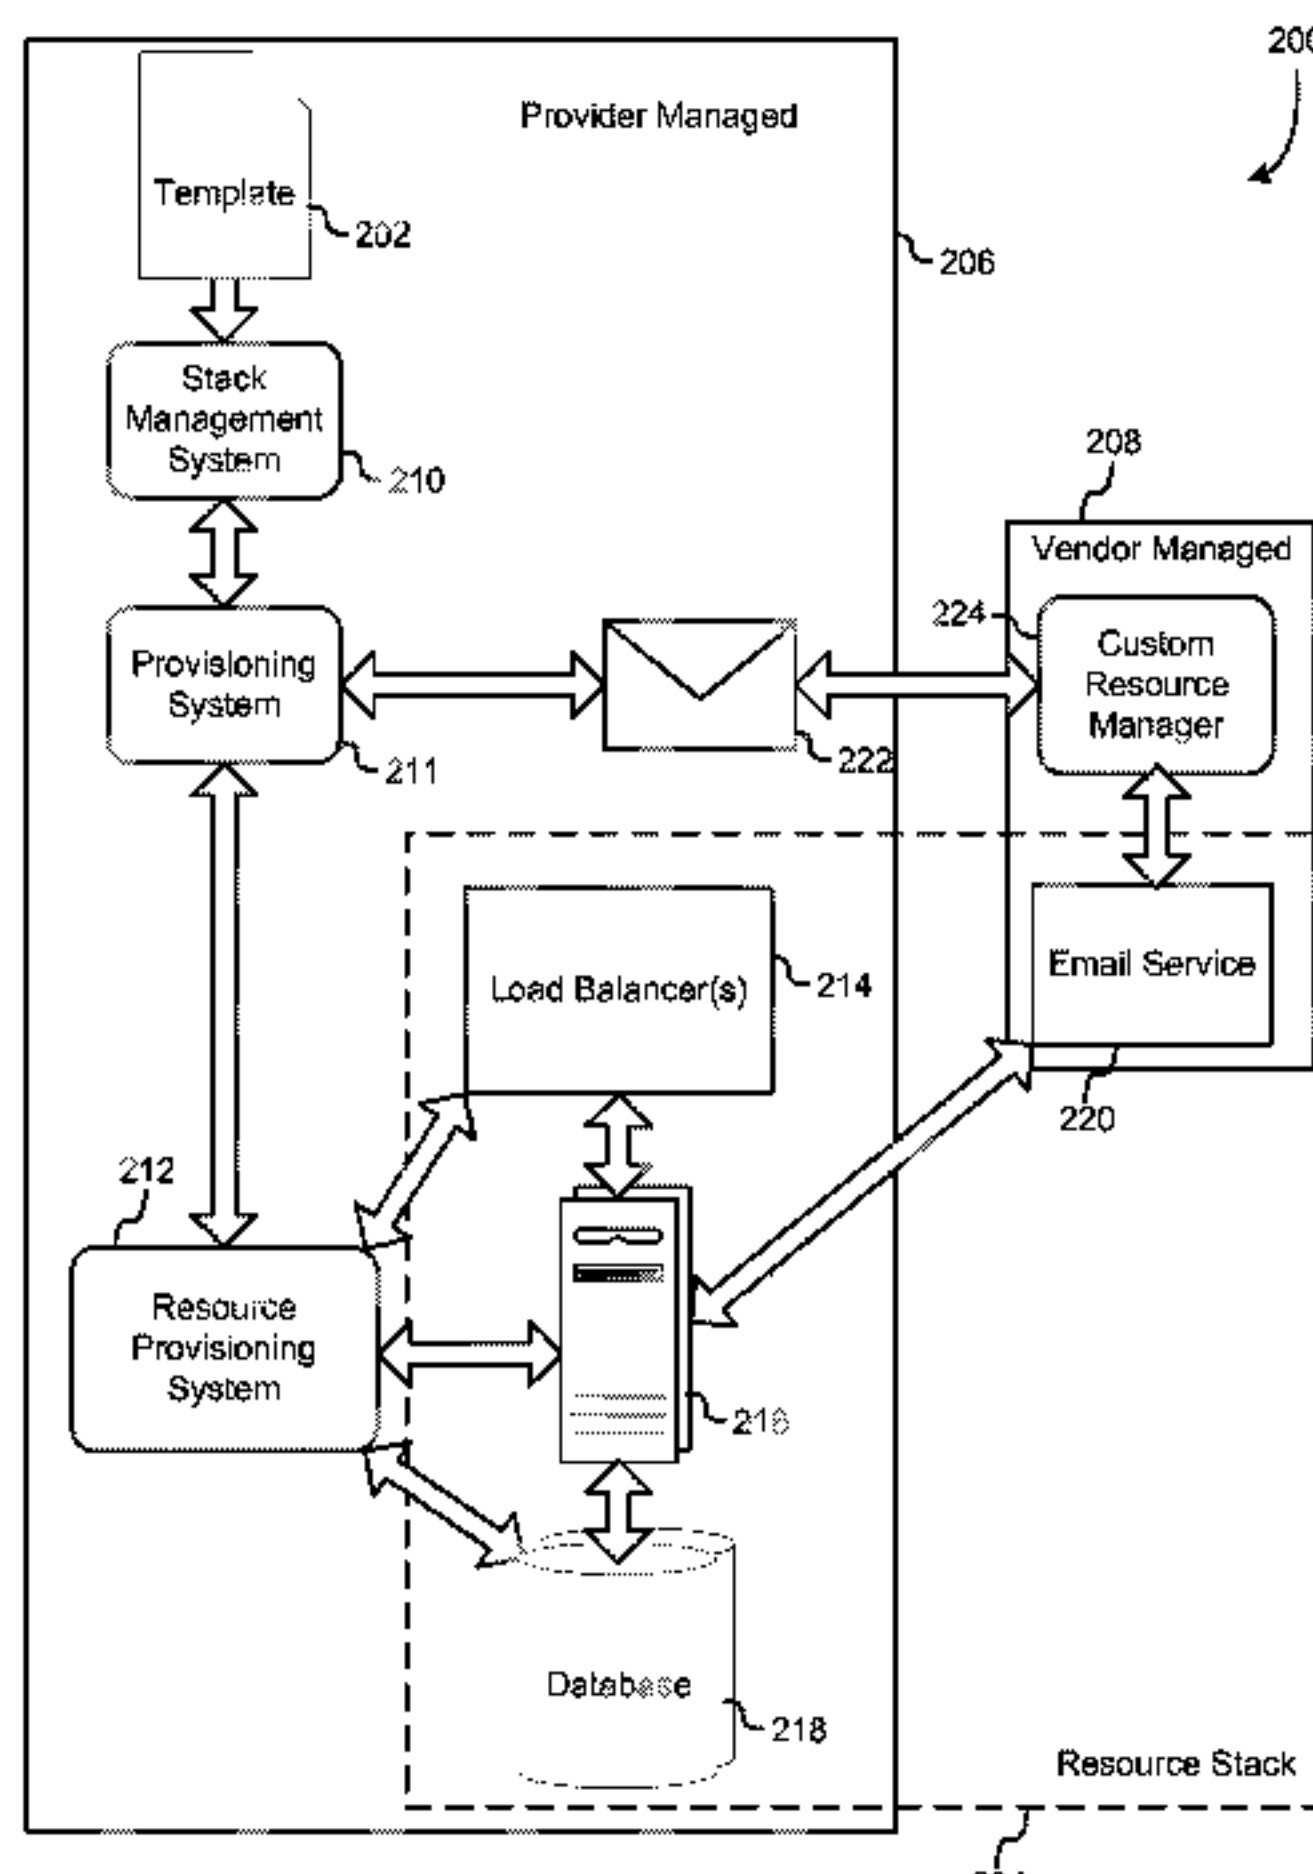 200
Provider Managed
Template
202
206
Stack
Management
System
210
208
Vendor Managed
224
Custom
Resource
Manager
Provisioning
System
211
222
Email Service
Load Balancer(s)
214
220
212
Resource
Provisioning
System
216
Database
218
Resource Stack